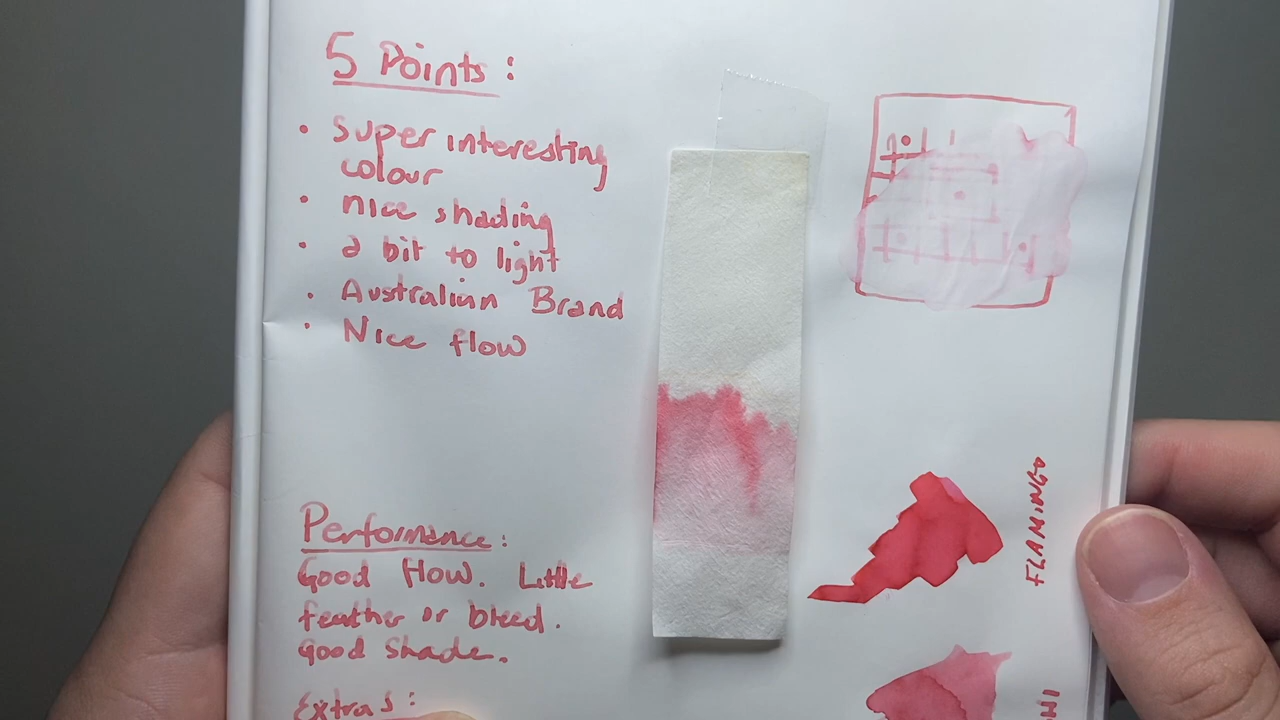 5 Points:
• super interesting
colour
• nice shading
• a bit to light
• Australian Brand
• Nice flow
Performance:
Good flow. Little
feather or bleed.
Good Shade.
Extras:
FLAMINGO